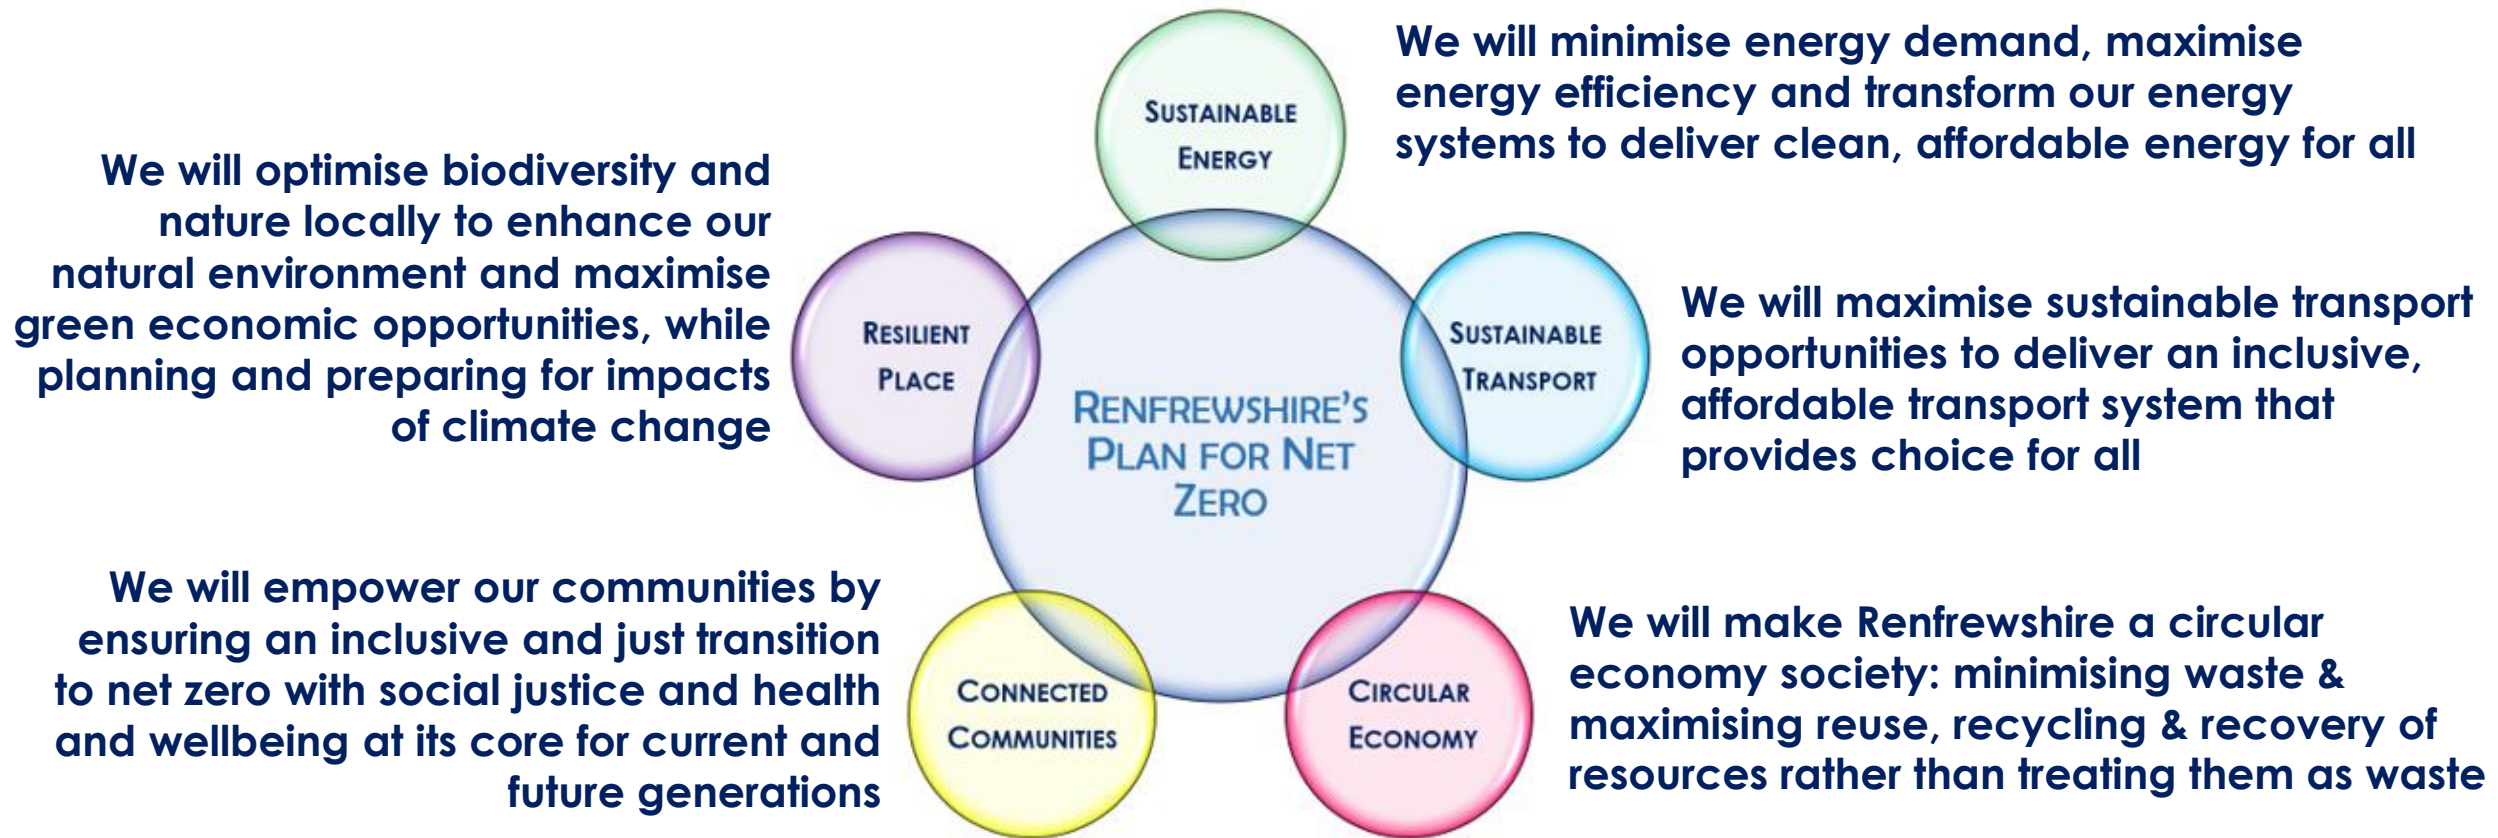 SUSTAINABLE
ENERGY
We will minimise energy demand, maximise
energy efficiency and transform our energy
systems to deliver clean, affordable energy for all
We will optimise biodiversity and
nature locally to enhance our
natural environment and maximise
green economic opportunities, while
planning and preparing for impacts
of climate change
RESILIENT
PLACE
RENFREWSHIRE'S
PLAN FOR NET
ZERO
SUSTAINABLE
TRANSPORT
We will maximise sustainable transport
opportunities to deliver an inclusive,
affordable transport system that
provides choice for all
We will empower our communities by
ensuring an inclusive and just transition
to net zero with social justice and health
and wellbeing at its core for current and
future generations
CONNECTED
COMMUNITIES
CIRCULAR
ECONOMY
We will make Renfrewshire a circular
economy society: minimising waste &
maximising reuse, recycling & recovery of
resources rather than treating them as waste